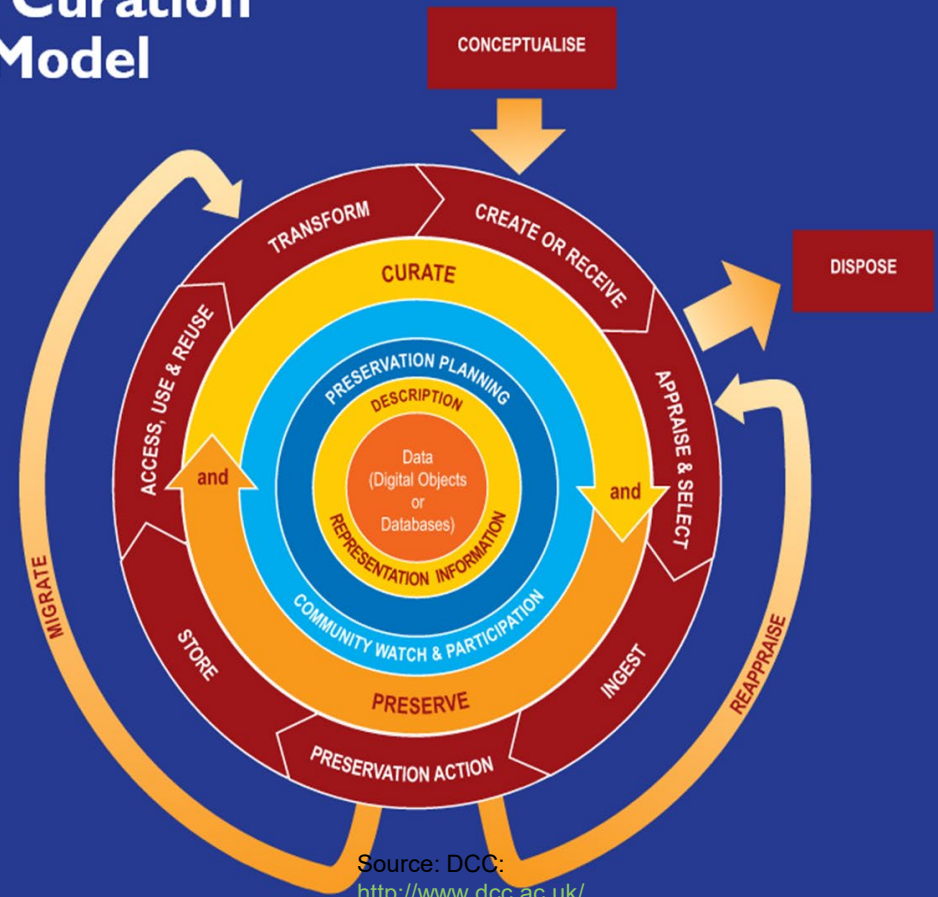 Curation
Model
CONCEPTUALISE
DISPOSE
TRANSFORM
CREATE OR RECEIVE
APPRAISE & SELECT
INGEST
PRESERVATION ACTION
STORE
ACCESS, USE & REUSE
CURATE
and
PRESERVE
and
PRESERVATION PLANNING
COMMUNITY WATCH & PARTICIPATION
DESCRIPTION
REPRESENTATION INFORMATION
Data
(Digital Objects
or
Databases)
MIGRATE
REAPPRAISE
Source: DCC:
http://www.dcc.ac.uk/